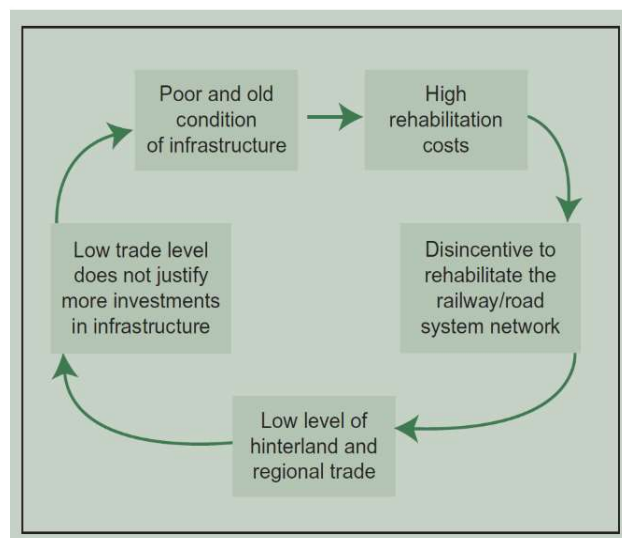 Poor and old
condition
of infrastructure
High
rehabilitation
costs
Disincentive to
rehabilitate the
railway/road
system network
Low level of
hinterland and
regional trade
Low trade level
does not justify
more investments
in infrastructure